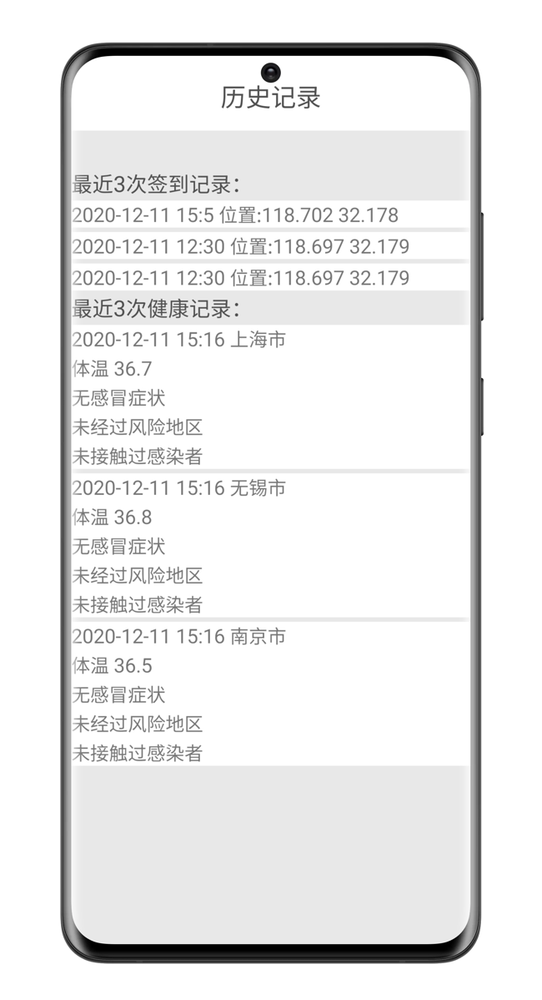 历史记录
最近3次签到记录：
2020-12-11 15:5 位置:118.702 32.178
2020-12-11 12:30 位置:118.697 32.179
2020-12-11 12:30 位置:118.697 32.179
最近3次健康记录：
2020-12-11 15:16 上海市
体温 36.7
无感冒症状
未经过风险地区
未接触过感染者
2020-12-11 15:16 无锡市
体温 36.8
无感冒症状
未经过风险地区
未接触过感染者
2020-12-11 15:16 南京市
体温 36.5
无感冒症状
未经过风险地区
未接触过感染者